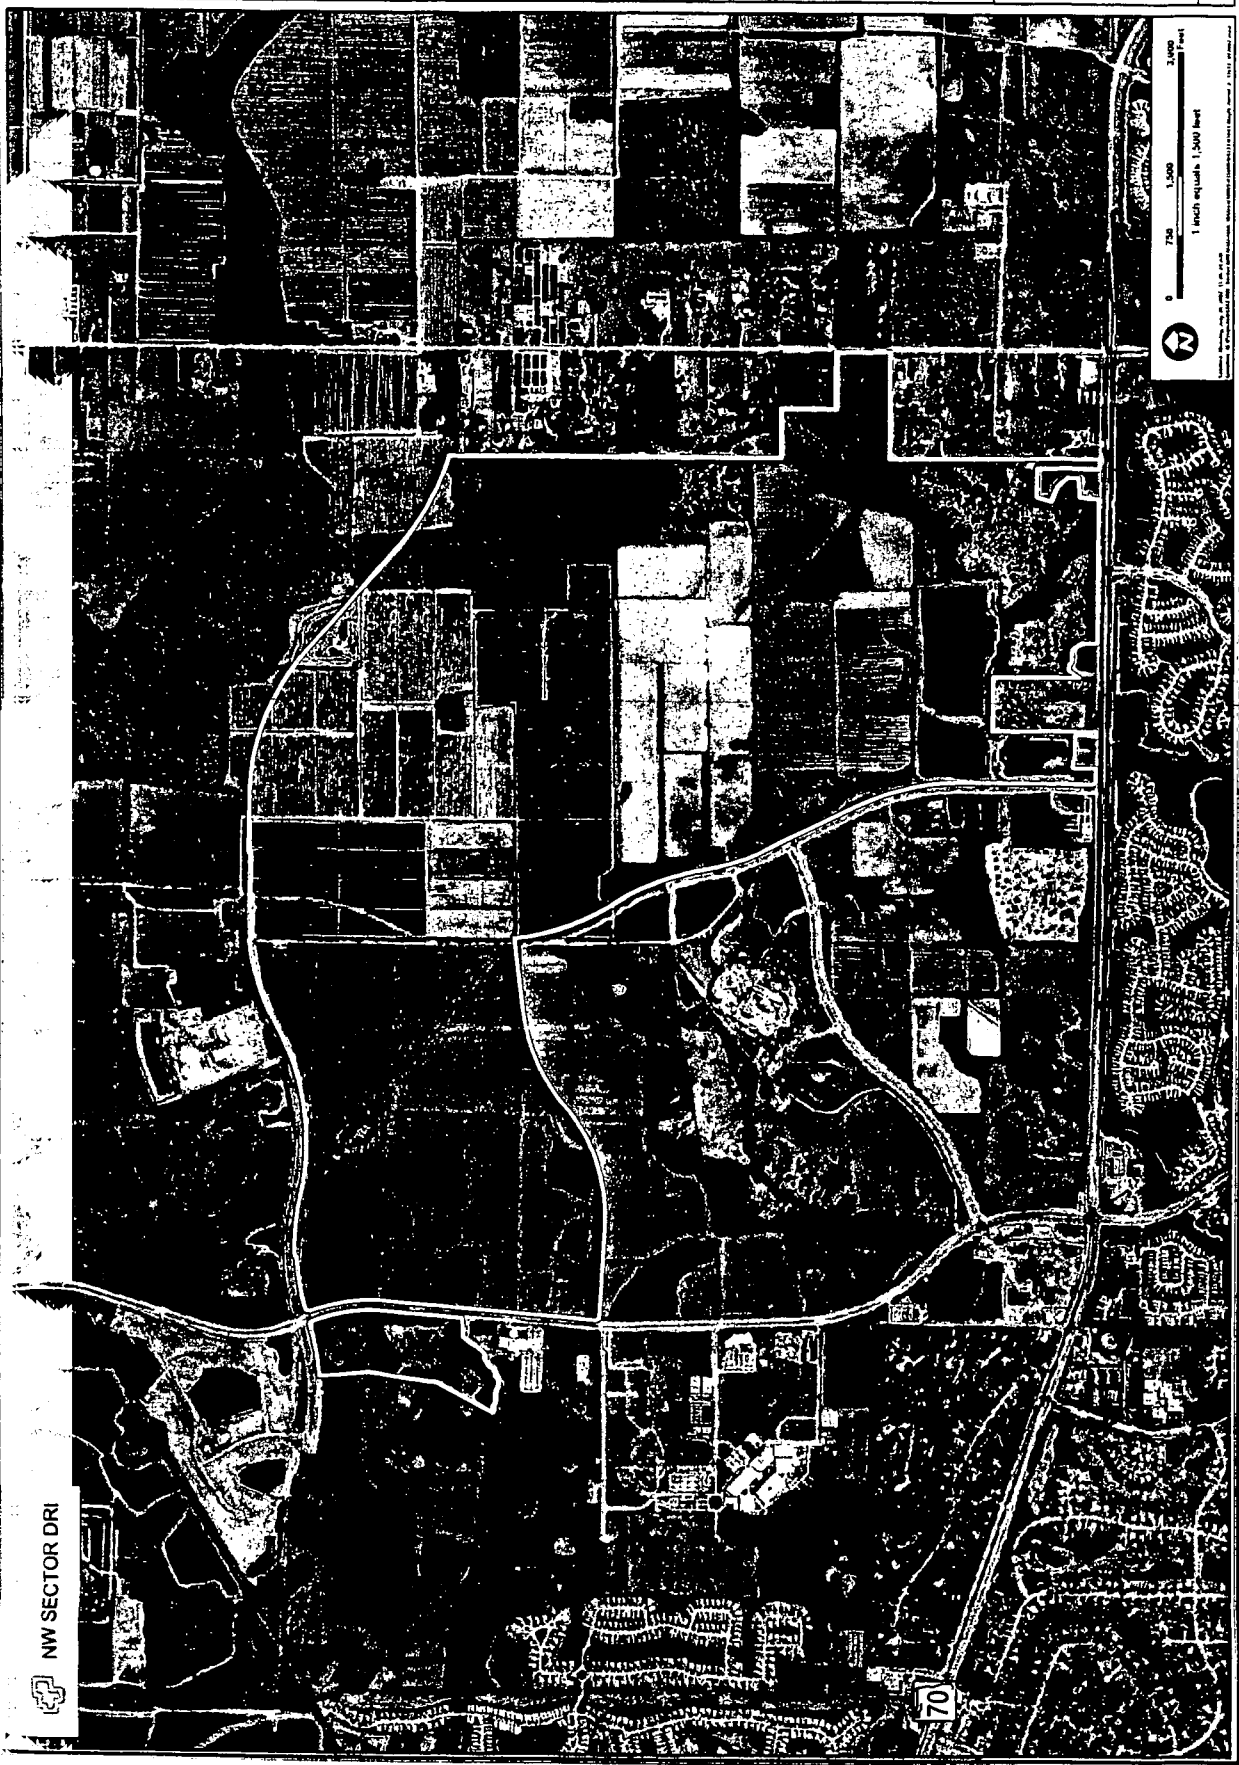 NW SECTOR DRI
70
0 750 1,500 3,000
Feet
1 inch equals 1,500 feet
N